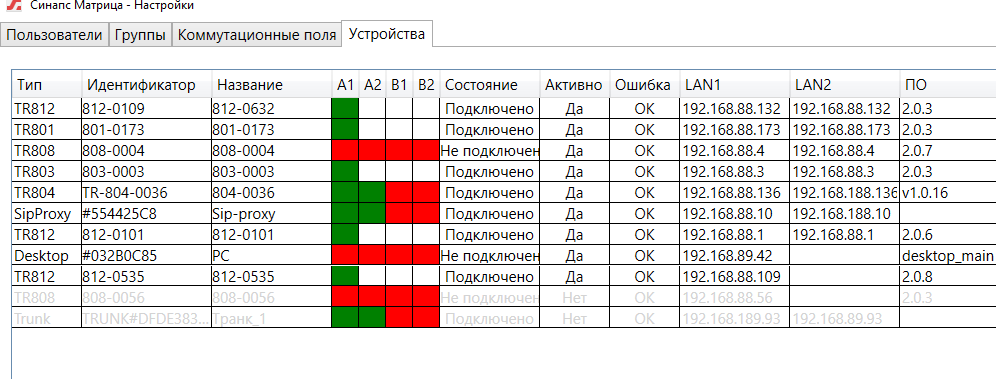 Синапс Матрица - Настройки
Пользователи Группы Коммутационные поля Устройства
Тип Идентификатор Название A1 A2 B1 B2 Состояние Активно Ошибка LAN1 LAN2 ПО
TR812 812-0109 812-0632 Подключено Да OK 192.168.88.132 192.168.88.132 2.0.3
TR801 801-0173 801-0173 Подключено Да OK 192.168.88.173 192.168.88.173 2.0.3
TR808 808-0004 808-0004 Не подключен Да OK 192.168.88.4 192.168.88.4 2.0.7
TR803 803-0003 803-0003 Подключено Да OK 192.168.88.3 192.168.88.3 2.0.3
TR804 TR-804-0036 804-0036 Подключено Да OK 192.168.88.136 192.168.188.136 v1.0.16
SipProxy #554425C8 Sip-proxy Подключено Да OK 192.168.88.10 192.168.188.10
TR812 812-0101 812-0101 Подключено Да OK 192.168.88.1 192.168.88.1 2.0.6
Desktop #032B0C85 PC Не подключен Да OK 192.168.89.42 desktop_main
TR812 812-0535 812-0535 Подключено Да OK 192.168.88.109 2.0.8
TR808 808-0056 808-0056 Не подключен Нет OK 192.168.88.56 2.0.3
Trunk TRUNK#DFDE383... Транк_1 Подключено Нет OK 192.168.189.93 192.168.89.93